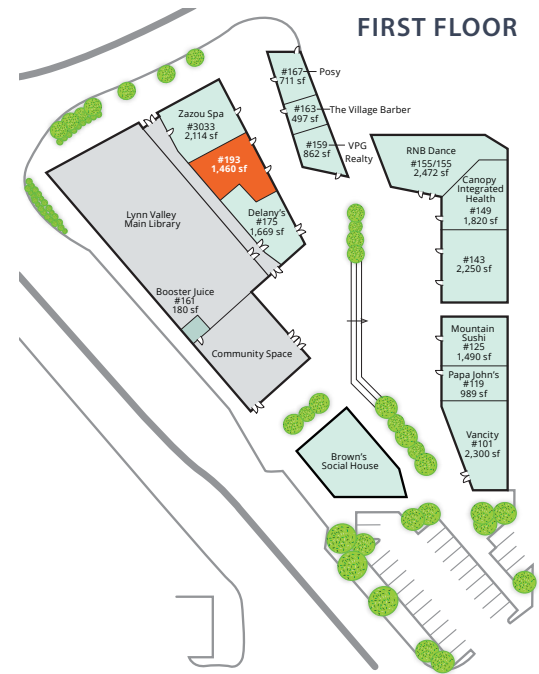 FIRST FLOOR
#167
711 sf
Posy
#163
497 sf
The Village Barber
#159
862 sf
VPG
Realty
Zazou Spa
#3033
2,114 sf
#193
1,460 sf
Delany's
#175
1,669 sf
RNB Dance
#155/155
2,472 sf
Canopy
Integrated
Health
#149
1,820 sf
#143
2,250 sf
Lynn Valley
Main Library
Booster Juice
#161
180 sf
Community Space
Mountain
Sushi
#125
1,490 sf
Papa John's
#119
989 sf
Vancity
#101
2,300 sf
Brown's
Social House